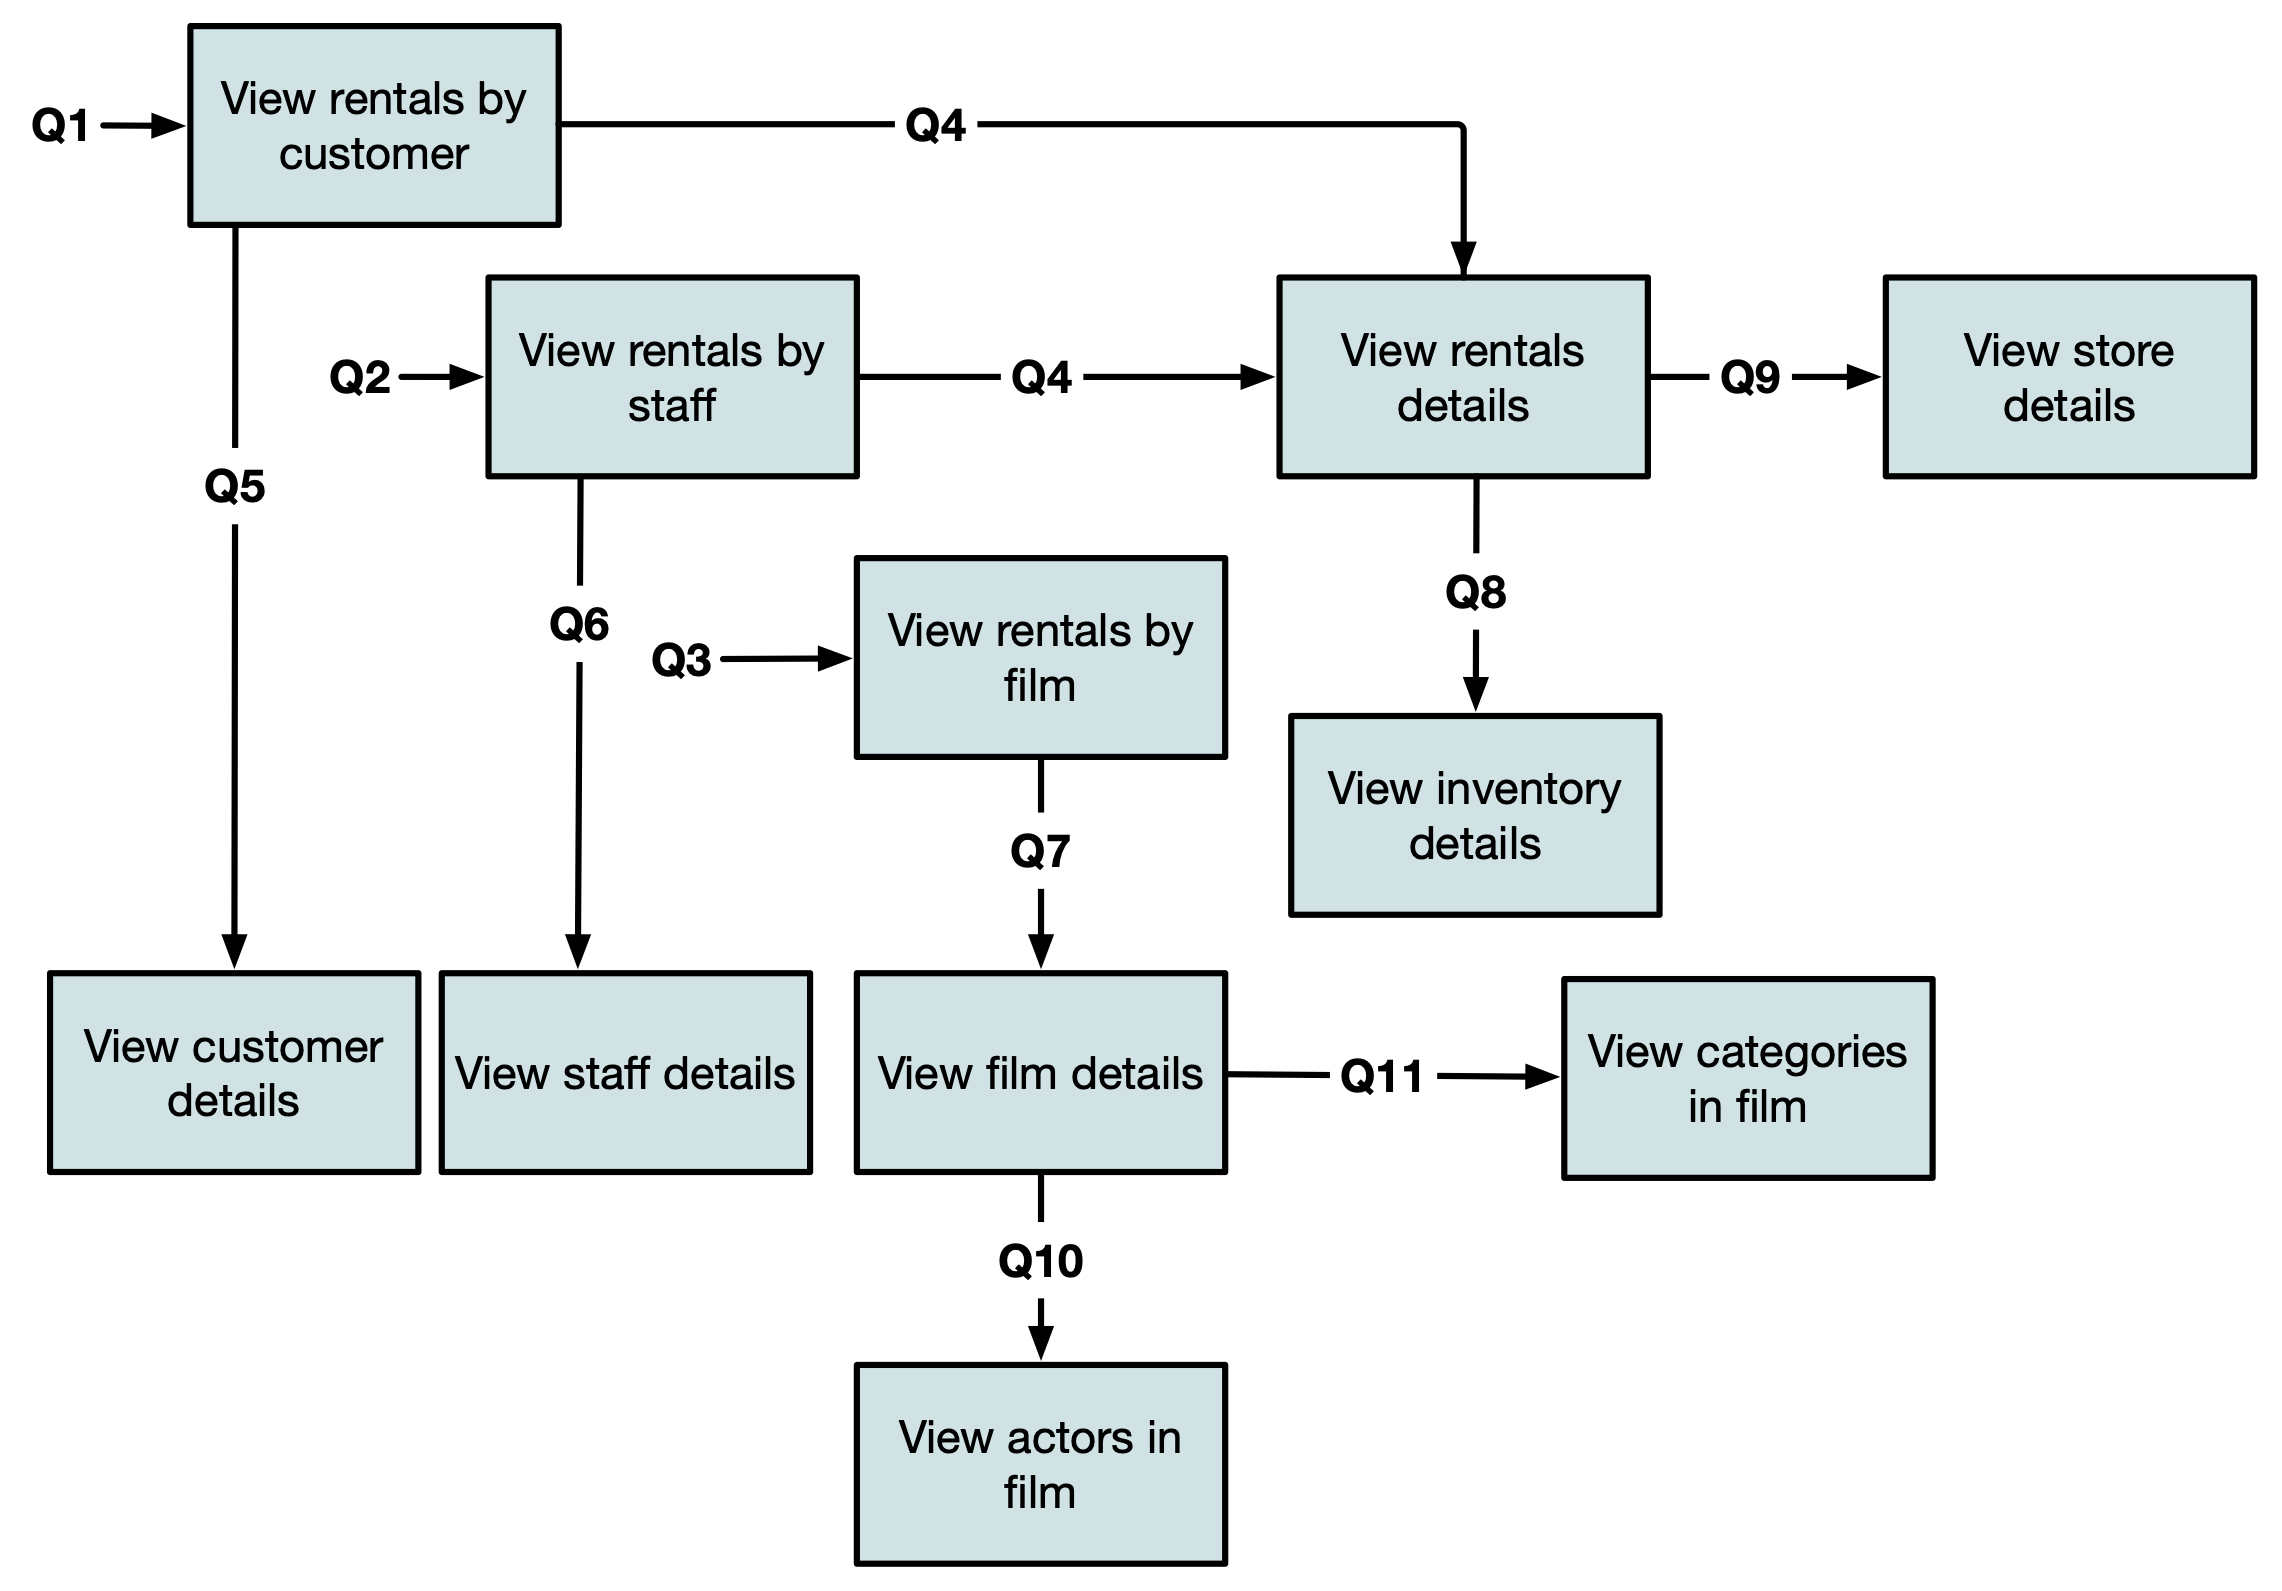 View rentals by
customer
Q1
Q4
View rentals by
staff
Q2
Q4
View rentals
details
Q9
View store
details
Q5
Q6
Q3
View rentals by
film
Q8
Q7
View inventory
details
View customer
details
View staff details
View film details
Q11
View categories
in film
Q10
View actors in
film